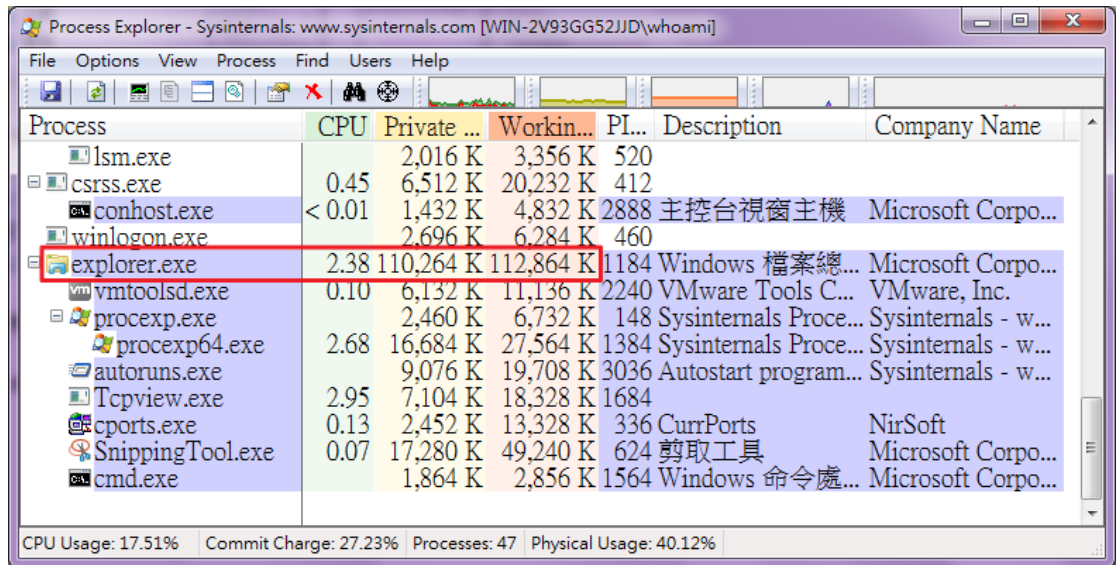 Process Explorer - Sysinternals: www.sysinternals.com [WIN-2V93GG52JJD\whoami]
File Options View Process Find Users Help
Process CPU Private ... Workin... PI... Description Company Name
lsm.exe 2,016 K 3,356 K 520
csrss.exe 0.45 6,512 K 20,232 K 412
conhost.exe < 0.01 1,432 K 4,832 K 2888 主控台視窗主機 Microsoft Corpo...
winlogon.exe 2,696 K 6,284 K 460
explorer.exe 2.38 110,264 K 112,864 K 1184 Windows 檔案總... Microsoft Corpo...
vmtoolsd.exe 0.10 6,132 K 11,136 K 2240 VMware Tools C... VMware, Inc.
procexp.exe 2,460 K 6,732 K 148 Sysinternals Proce... Sysinternals - w...
procexp64.exe 2.68 16,684 K 27,564 K 1384 Sysinternals Proce... Sysinternals - w...
autoruns.exe 9,076 K 19,708 K 3036 Autostart program... Sysinternals - w...
Tcpview.exe 2.95 7,104 K 18,328 K 1684
cports.exe 0.13 2,452 K 13,328 K 336 CurrPorts NirSoft
SnippingTool.exe 0.07 17,280 K 49,240 K 624 剪取工具 Microsoft Corpo...
cmd.exe 1,864 K 2,856 K 1564 Windows 命令處... Microsoft Corpo...
CPU Usage: 17.51% Commit Charge: 27.23% Processes: 47 Physical Usage: 40.12%